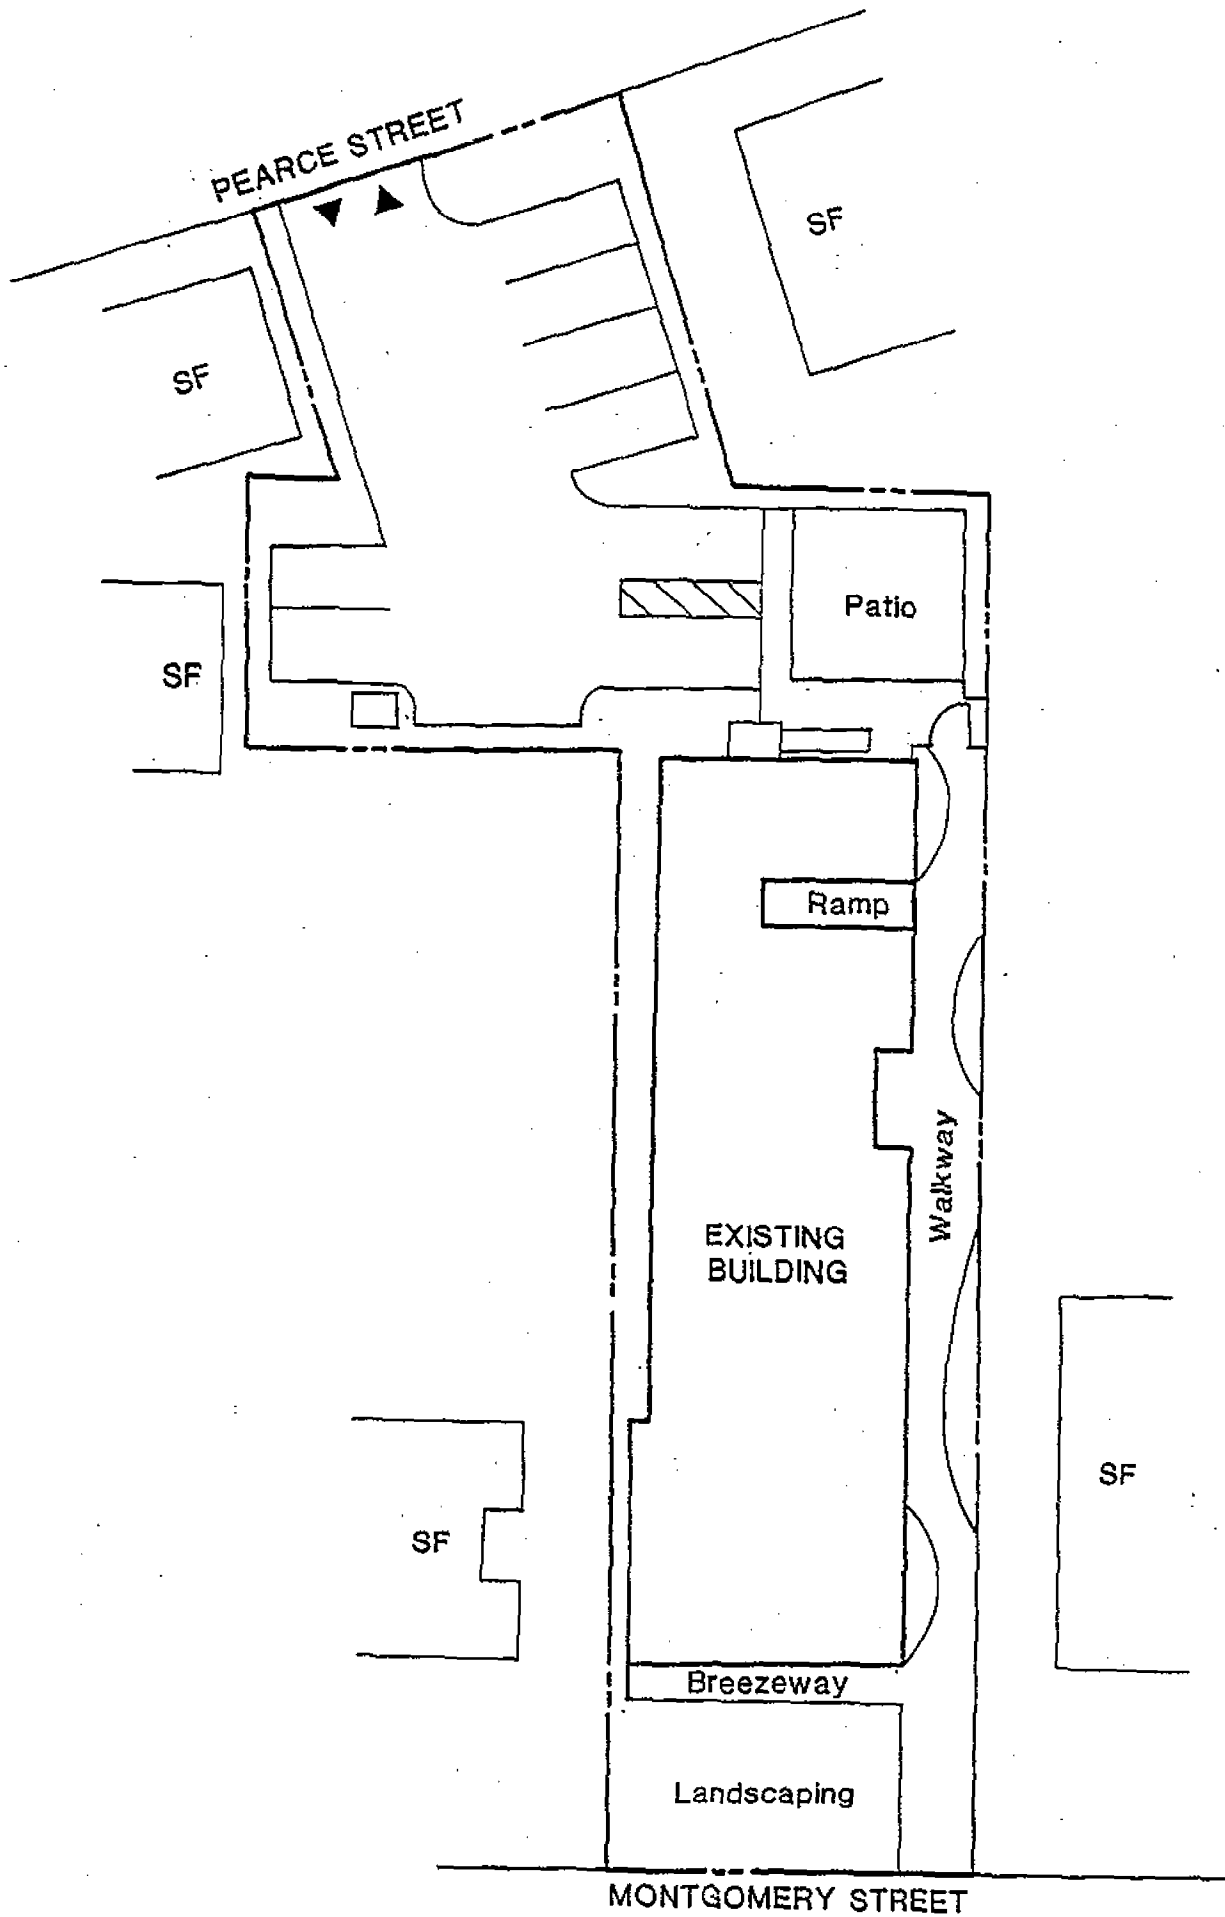 PEARCE STREET
SF
SF
Patio
SF
Ramp
Walkway
EXISTING
BUILDING
SF
SF
Breezeway
Landscaping
MONTGOMERY STREET